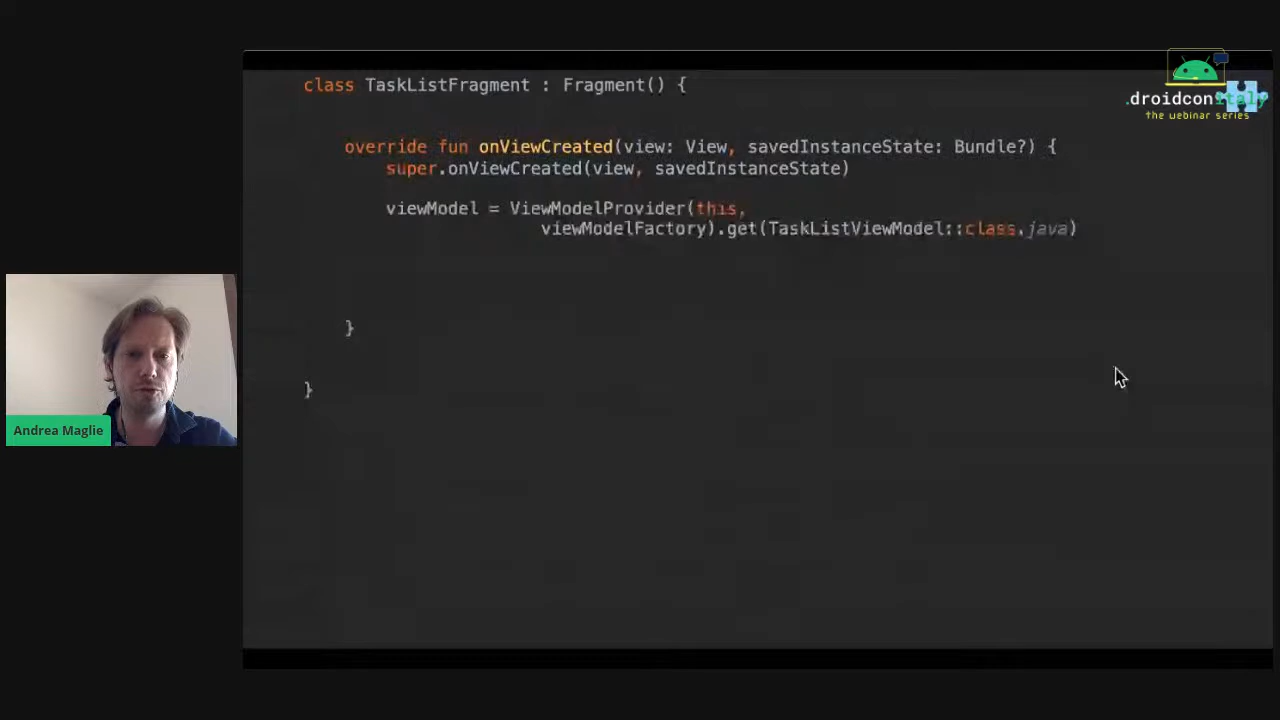 class TaskListFragment : Fragment() {
override fun onViewCreated(view: View, savedInstanceState: Bundle?) {
super.onViewCreated(view, savedInstanceState)
viewModel = ViewModelProvider(this,
viewModelFactory).get(TaskListViewModel::class.java)
}
}
.droidcon italy
the webinar series
Andrea Maglie